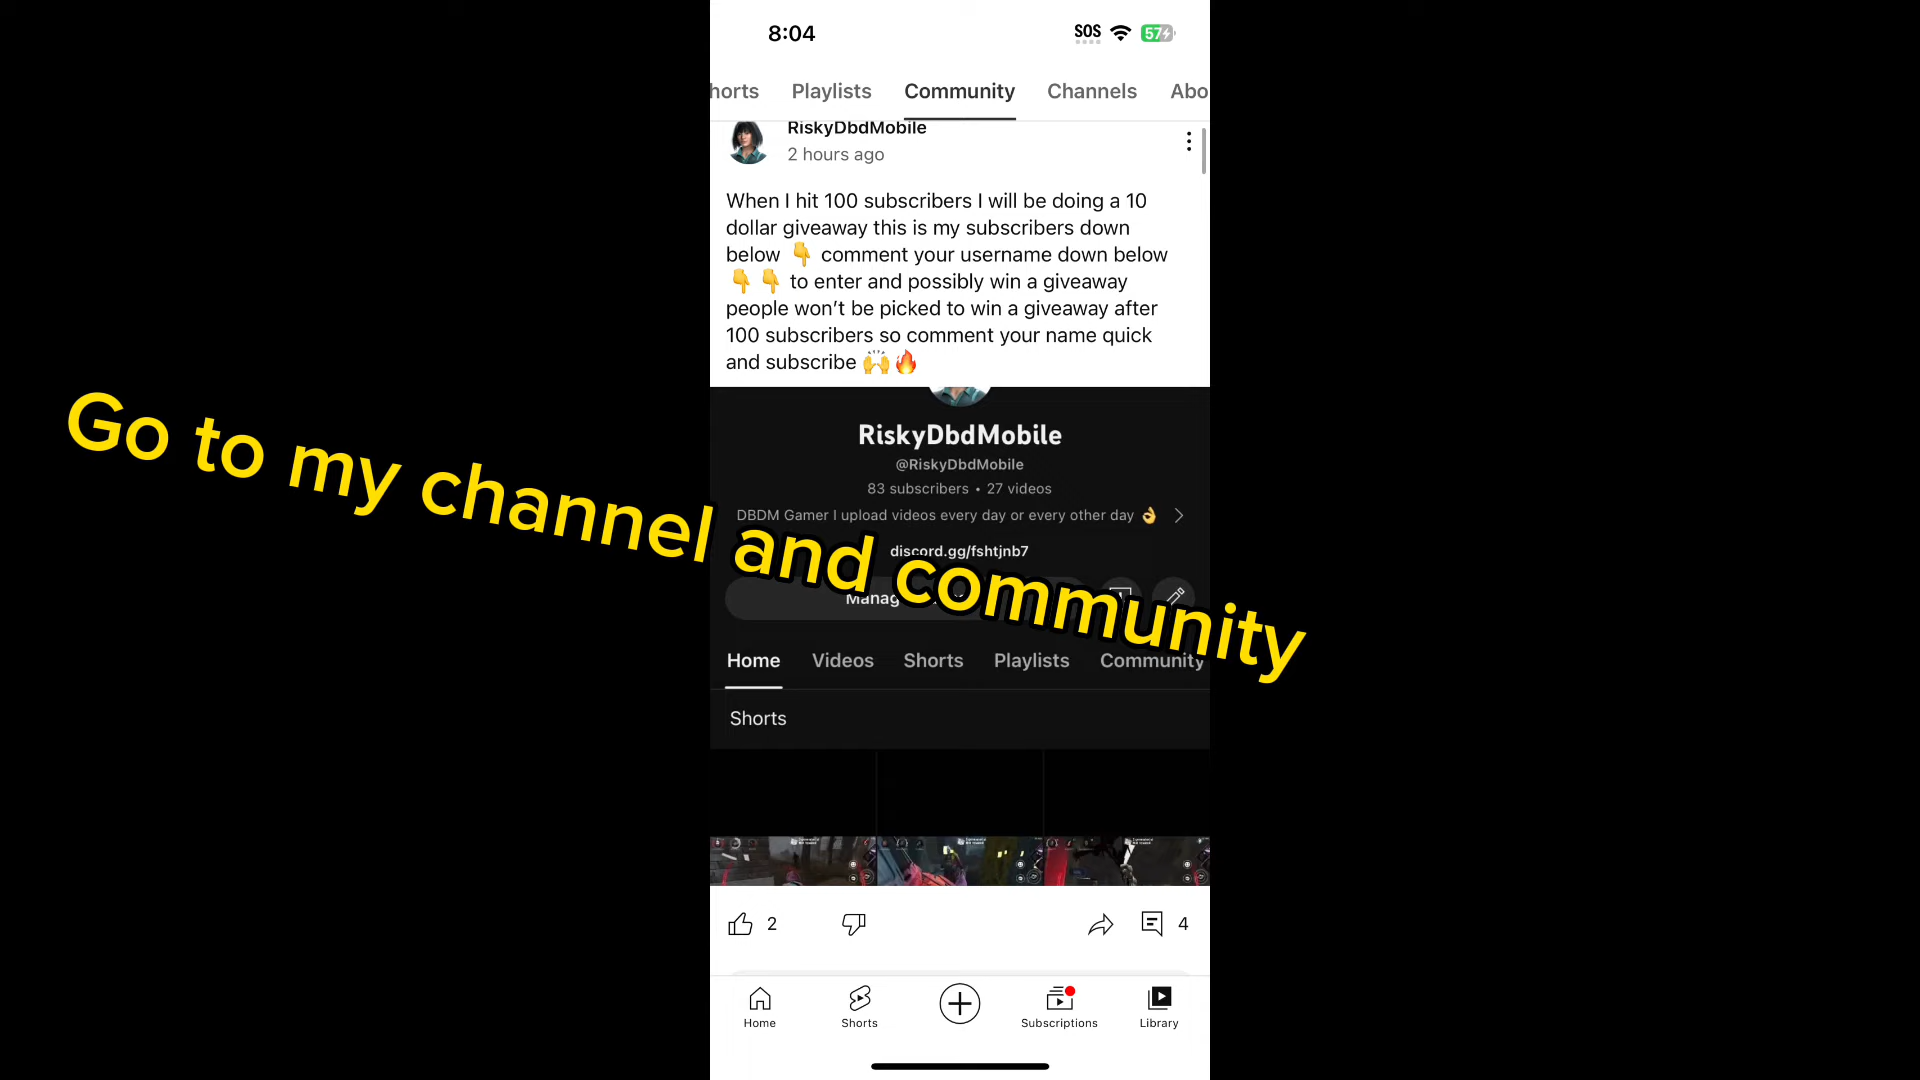 8:04
SOS
57
horts Playlists Community Channels Abo
RiskyDbdMobile
2 hours ago
When I hit 100 subscribers I will be doing a 10
dollar giveaway this is my subscribers down
below 👇 comment your username down below
👇 👇 to enter and possibly win a giveaway
people won't be picked to win a giveaway after
100 subscribers so comment your name quick
and subscribe 🙌🔥
RiskyDbdMobile
@RiskyDbdMobile
83 subscribers • 27 videos
DBDM Gamer I upload videos every day or every other day 👌
discord.gg/fshtjnb7
Go to my channel and community
Manag
Home Videos Shorts Playlists Community
Shorts
2
4
Home Shorts Subscriptions Library